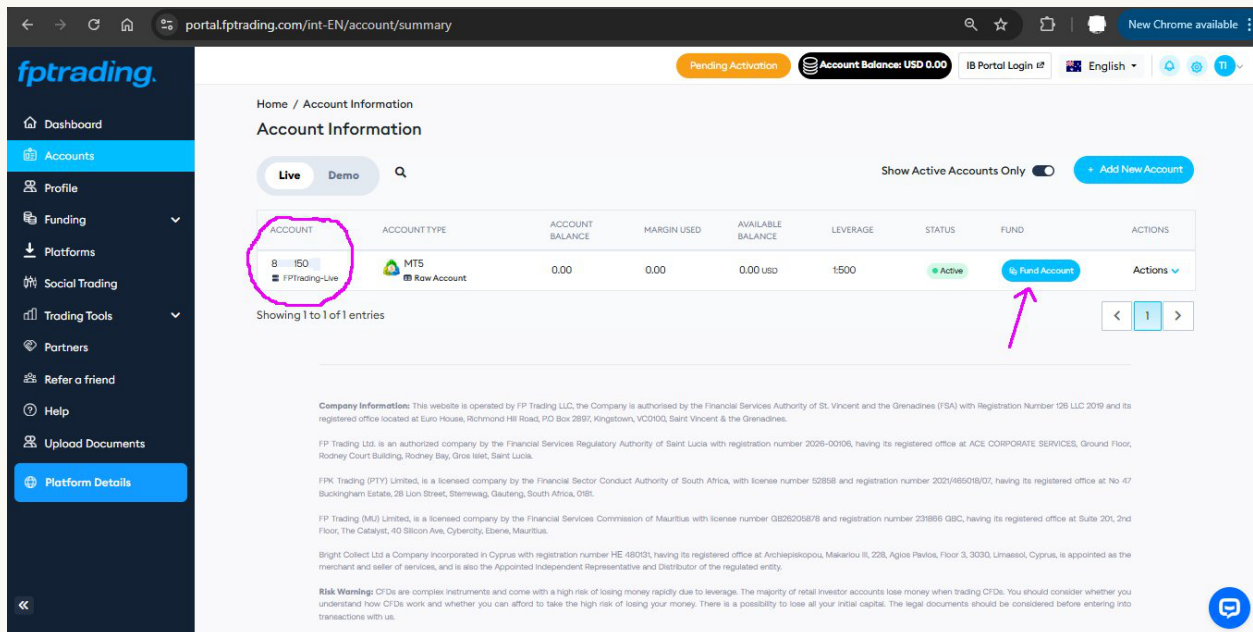 portal.fptrading.com/int-EN/account/summary
New Chrome available
fptrading.
Pending Activation
Account Balance: USD 0.00
IB Portal Login
English
TI
Dashboard
Accounts
Profile
Funding
Platforms
Social Trading
Trading Tools
Partners
Refer a friend
Help
Upload Documents
Platform Details
Home / Account Information
Account Information
Live Demo
Show Active Accounts Only
+ Add New Account
ACCOUNT ACCOUNT TYPE ACCOUNT BALANCE MARGIN USED AVAILABLE BALANCE LEVERAGE STATUS FUND ACTIONS
8 150 MT5 0.00 0.00 0.00 USD 1:500 Active Fund Account Actions
FPTrading-Live Raw Account
Showing 1 to 1 of 1 entries
1
Company Information: This website is operated by FP Trading LLC, the Company is authorised by the Financial Services Authority of St. Vincent and the Grenadines (FSA) with Registration Number 126 LLC 2019 and its
registered office located at Euro House, Richmond Hill Road, P.O Box 2897, Kingstown, VC0100, Saint Vincent & the Grenadines.
FP Trading Ltd. is an authorized company by the Financial Services Regulatory Authority of Saint Lucia with registration number 2026-00106, having its registered office at ACE CORPORATE SERVICES, Ground Floor,
Rodney Court Building, Rodney Bay, Gros Islet, Saint Lucia.
FPK Trading (PTY) Limited, is a licensed company by the Financial Sector Conduct Authority of South Africa, with license number 52858 and registration number 2021/465018/07, having its registered office at No 47
Buckingham Estate, 28 Lion Street, Sterrewag, Gauteng, South Africa, 0181.
FP Trading (MU) Limited, is a licensed company by the Financial Services Commission of Mauritius with license number GB26205878 and registration number 231866 GBC, having its registered office at Suite 201, 2nd
Floor, The Catalyst, 40 Silicon Ave, Cybercity, Ebene, Mauritius.
Bright Collect Ltd a Company incorporated in Cyprus with registration number HE 480131, having its registered office at Archiepiskopou, Makariou III, 228, Agios Pavlos, Floor 3, 3030, Limassol, Cyprus, is appointed as the
merchant and seller of services, and is also the Appointed Independent Representative and Distributor of the regulated entity.
Risk Warning: CFDs are complex instruments and come with a high risk of losing money rapidly due to leverage. The majority of retail investor accounts lose money when trading CFDs. You should consider whether you
understand how CFDs work and whether you can afford to take the high risk of losing your money. There is a possibility to lose all your initial capital. The legal documents should be considered before entering into
transactions with us.